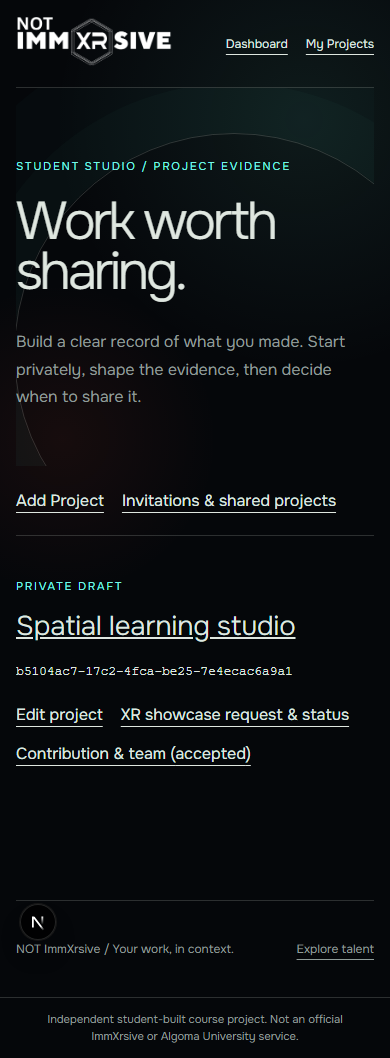 NOT
IMMXRSIVE
Dashboard My Projects
STUDENT STUDIO / PROJECT EVIDENCE
Work worth
sharing.
Build a clear record of what you made. Start
privately, shape the evidence, then decide
when to share it.
Add Project Invitations & shared projects
PRIVATE DRAFT
Spatial learning studio
b5104ac7-17c2-4fca-be25-7e4ecac6a9a1
Edit project XR showcase request & status
Contribution & team (accepted)
N
NOT ImmXrsive / Your work, in context. Explore talent
Independent student-built course project. Not an official
ImmXrsive or Algoma University service.